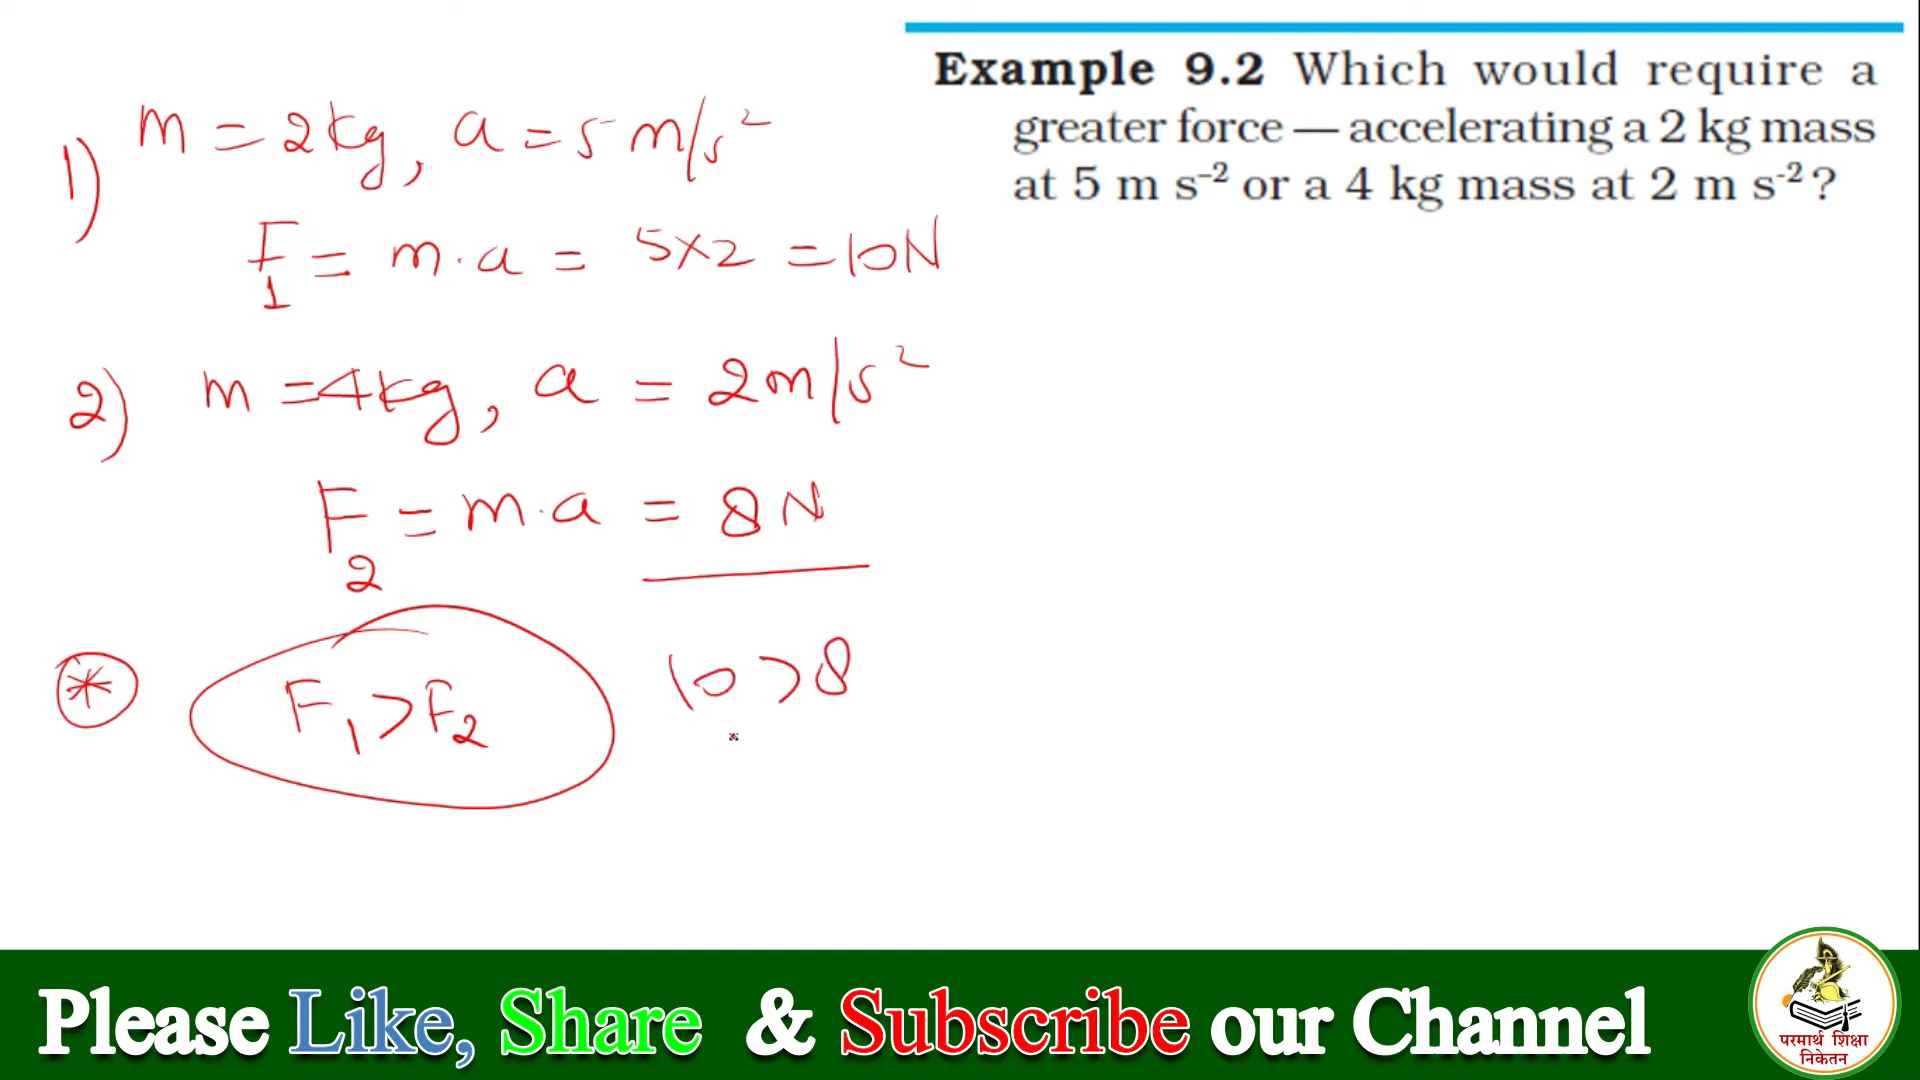 Example 9.2 Which would require a
greater force — accelerating a 2 kg mass
at 5 m s⁻² or a 4 kg mass at 2 m s⁻² ?
1) m = 2kg, a = 5 m/s²
F₁ = m . a = 5×2 = 10N
2) m = 4kg, a = 2m/s²
F₂ = m . a = 8N
* F₁ > F₂ 10 > 8
Please Like, Share & Subscribe our Channel
परमार्थ शिक्षा
निकेतन